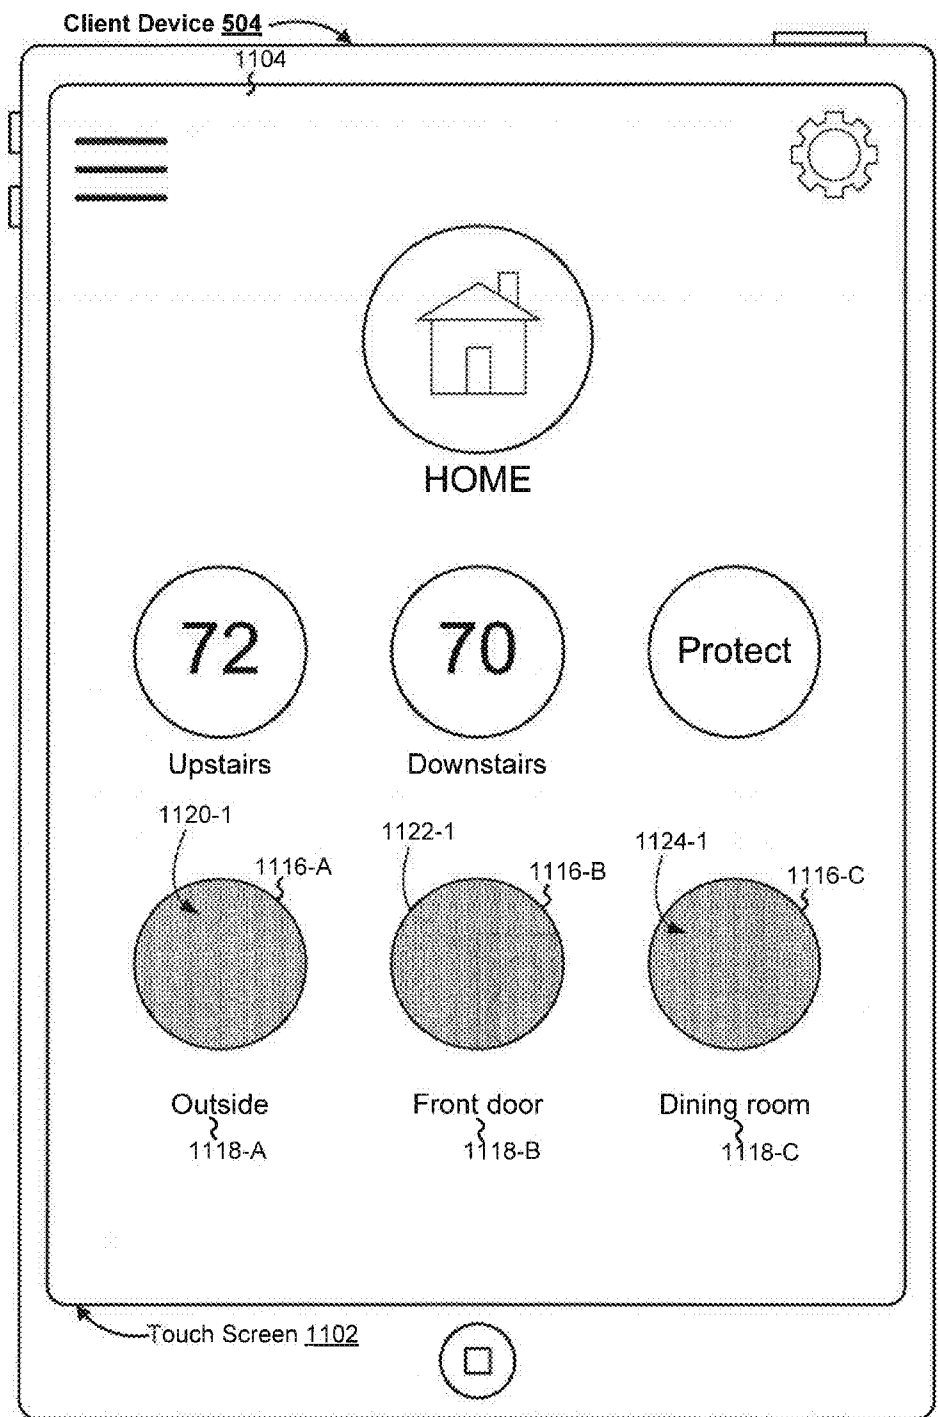 Client Device 504
1104
HOME
72
70
Protect
Upstairs
Downstairs
1120-1
1122-1
1124-1
1116-A
1116-B
1116-C
Outside
Front door
Dining room
1118-A
1118-B
1118-C
Touch Screen 1102